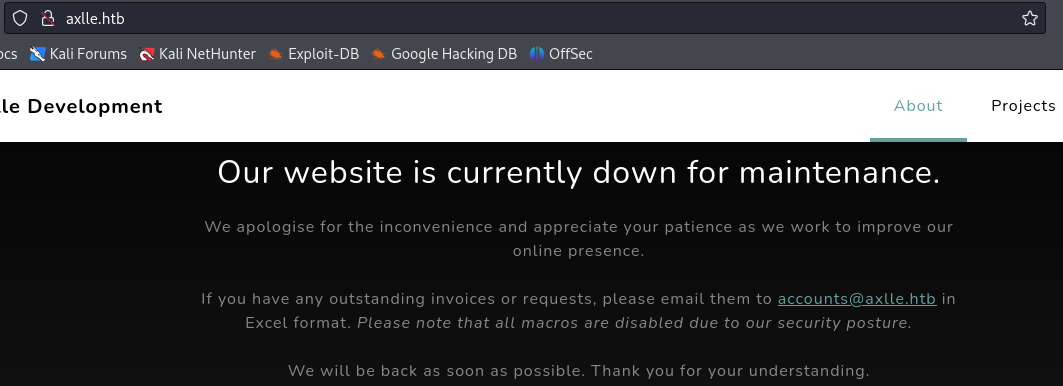 axlle.htb
ocs Kali Forums Kali NetHunter Exploit-DB Google Hacking DB OffSec
lle Development About Projects
Our website is currently down for maintenance.
We apologise for the inconvenience and appreciate your patience as we work to improve our
online presence.
If you have any outstanding invoices or requests, please email them to accounts@axlle.htb in
Excel format. Please note that all macros are disabled due to our security posture.
We will be back as soon as possible. Thank you for your understanding.